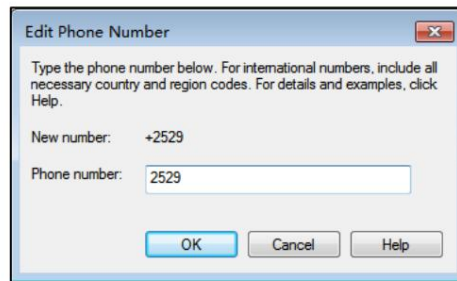 Edit Phone Number
Type the phone number below. For international numbers, include all
necessary country and region codes. For details and examples, click
Help.
New number: +2529
Phone number: 2529
OK Cancel Help